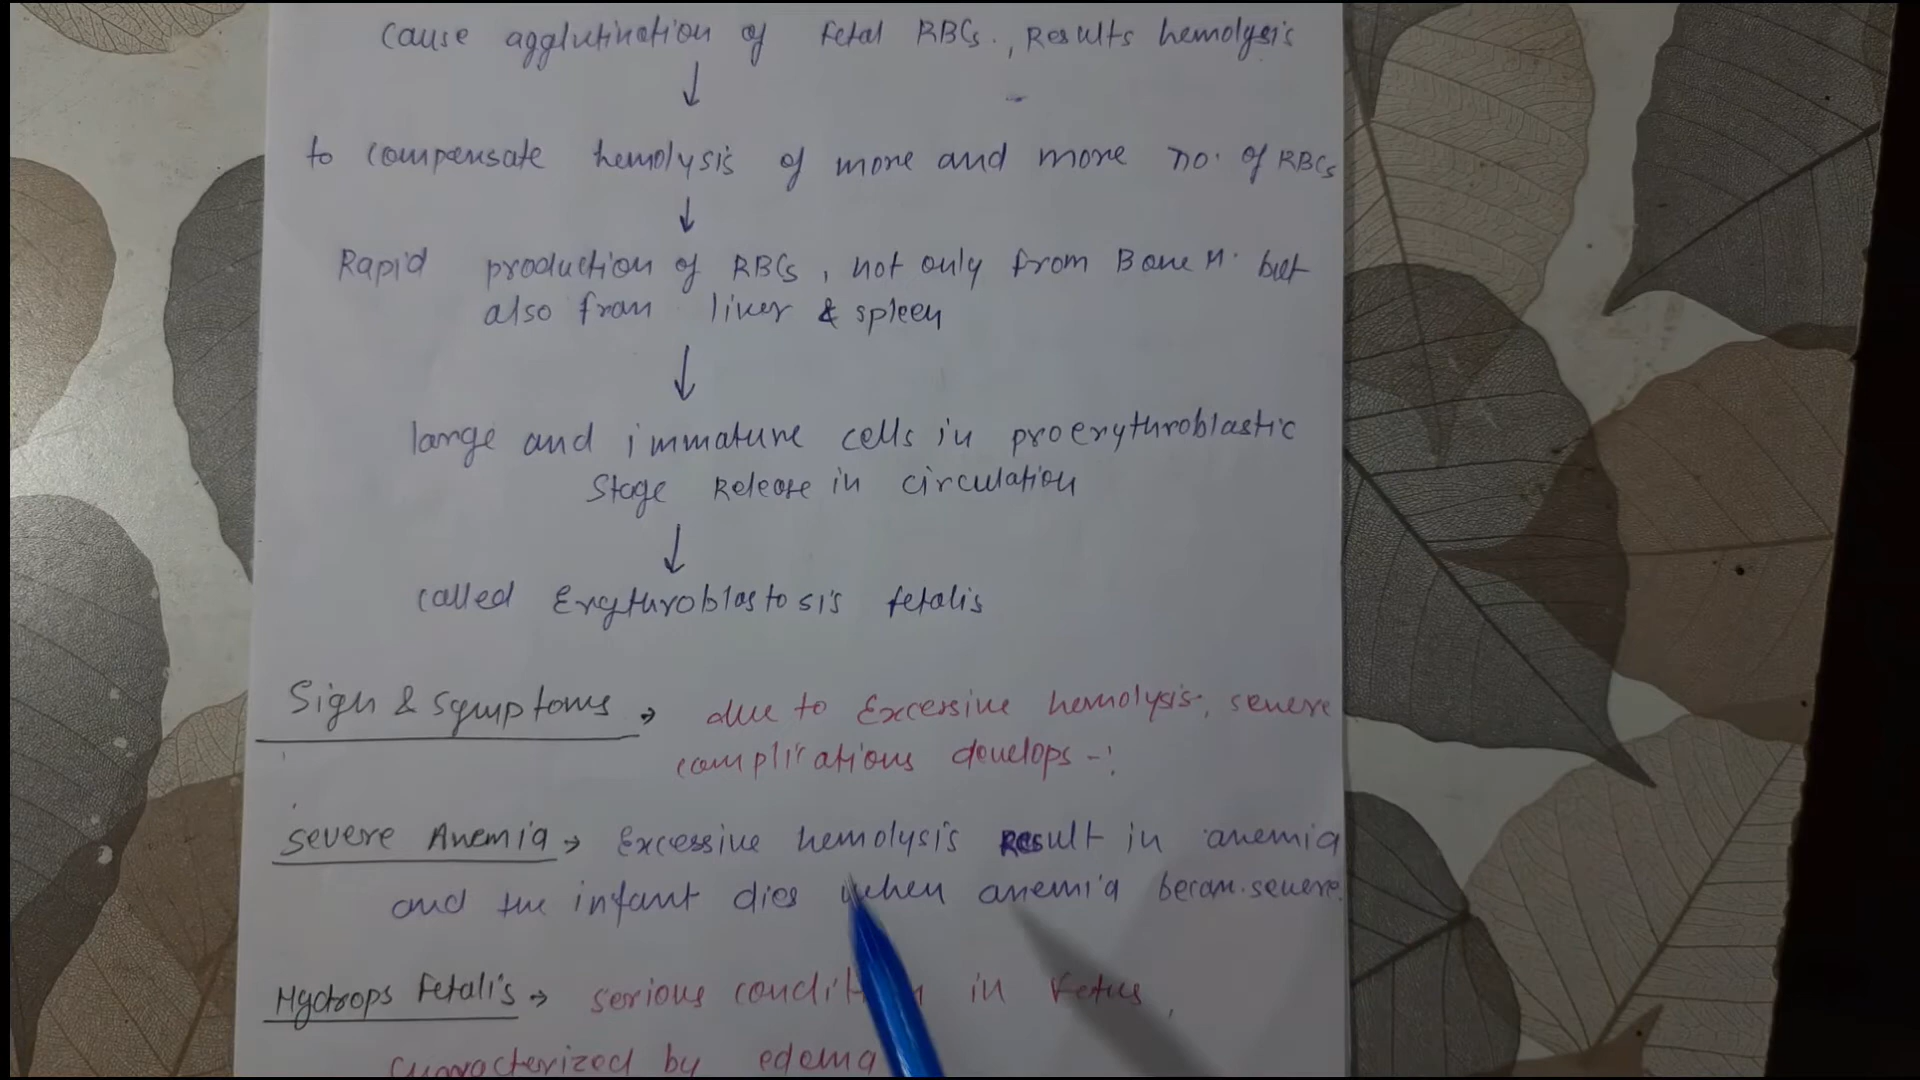 cause agglutination of fetal RBCs., Results hemolysis
↓
to compensate hemolysis of more and more no. of RBCs
↓
Rapid production of RBCs, not only from Bone M. but
also from liver & spleen
↓
large and immature cells in proerythroblastic
Stage Release in circulation
↓
called Erythroblastosis fetalis
Sign & Symptoms → due to Excessive hemolysis, severe
complications develops -:
Severe Anemia → Excessive hemolysis Result in anemia
and the infant dies when anemia becom. severe.
Hydrops Fetalis → serious condition in Fetus,
characterized by edema